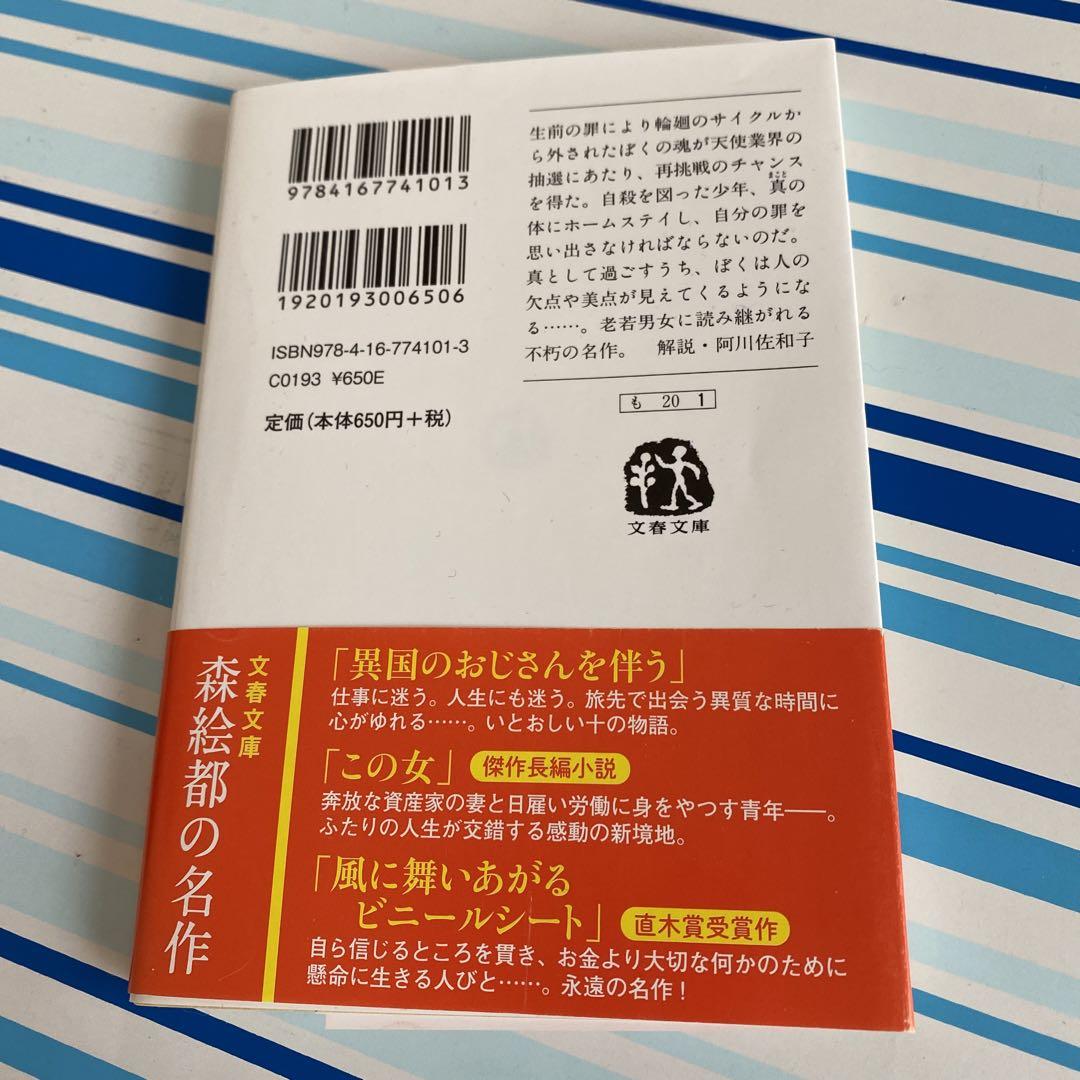 9784167741013
1920193006506
ISBN978-4-16-774101-3
C0193 ¥650E
定価（本体650円＋税）
生前の罪により輪廻のサイクルか
ら外されたぼくの魂が天使業界の
抽選にあたり、再挑戦のチャンス
を得た。自殺を図った少年、真の
まこと
体にホームステイし、自分の罪を
思い出さなければならないのだ。
真として過ごすうち、ぼくは人の
欠点や美点が見えてくるようにな
る……。老若男女に読み継がれる
不朽の名作。　解説・阿川佐和子
も 20 1
文春文庫
文春文庫
森絵都の名作
「異国のおじさんを伴う」
仕事に迷う。人生にも迷う。旅先で出会う異質な時間に
心がゆれる……。いとおしい十の物語。
「この女」 傑作長編小説
奔放な資産家の妻と日雇い労働に身をやつす青年――。
ふたりの人生が交錯する感動の新境地。
「風に舞いあがる
ビニールシート」 直木賞受賞作
自ら信じるところを貫き、お金より大切な何かのために
懸命に生きる人びと……。永遠の名作！